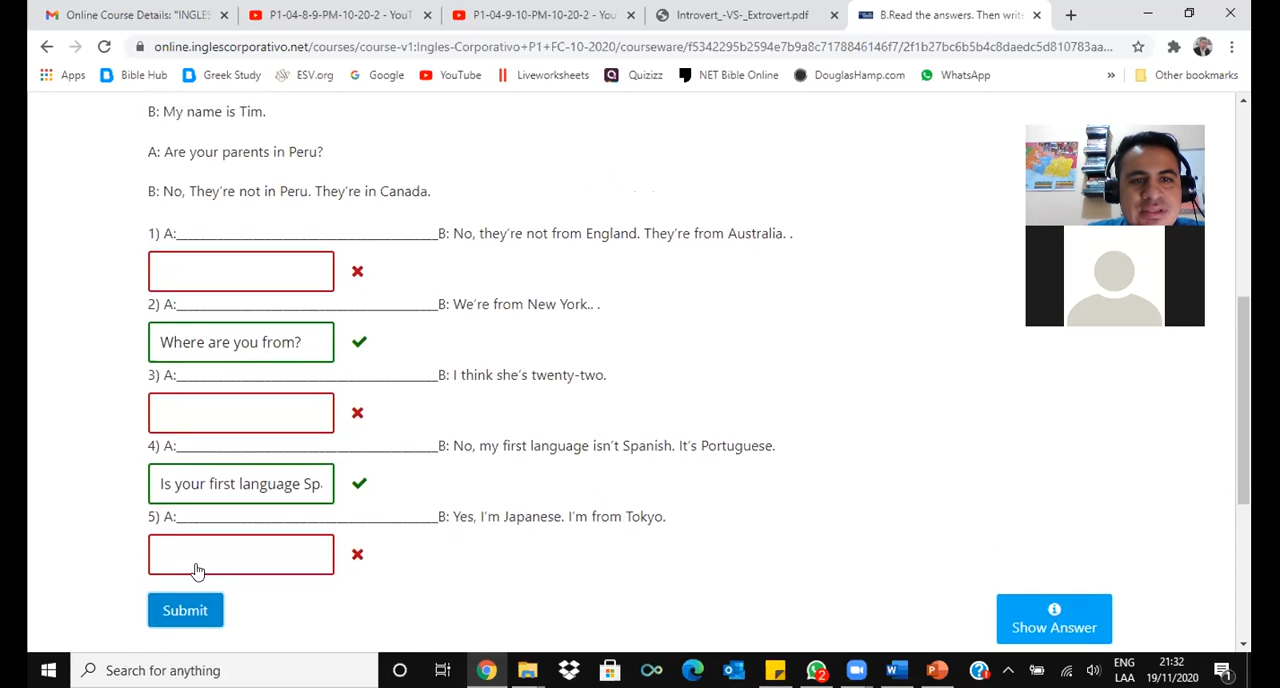 Online Course Details: "INGLES
P1-04-8-9-PM-10-20-2 - YouT
P1-04-9-10-PM-10-20-2 - You
Introvert_-VS-_Extrovert.pdf
B.Read the answers. Then writ
online.inglescorporativo.net/courses/course-v1:Ingles-Corporativo+P1+FC-10-2020/courseware/f5342295b2594e7b9a8c7178846146f7/2f1b27bc6b5b4c8daedc5d810783aa...
Apps
Bible Hub
Greek Study
ESV.org
Google
YouTube
Liveworksheets
Quizizz
NET Bible Online
DouglasHamp.com
WhatsApp
»
Other bookmarks
B: My name is Tim.
A: Are your parents in Peru?
B: No, They're not in Peru. They're in Canada.
1) A:________________________________B: No, they're not from England. They're from Australia. .
2) A:________________________________B: We're from New York.. .
Where are you from?
3) A:________________________________B: I think she's twenty-two.
4) A:________________________________B: No, my first language isn't Spanish. It's Portuguese.
Is your first language Sp
5) A:________________________________B: Yes, I'm Japanese. I'm from Tokyo.
Submit
Show Answer
Search for anything
2
ENG
LAA
21:32
19/11/2020
1